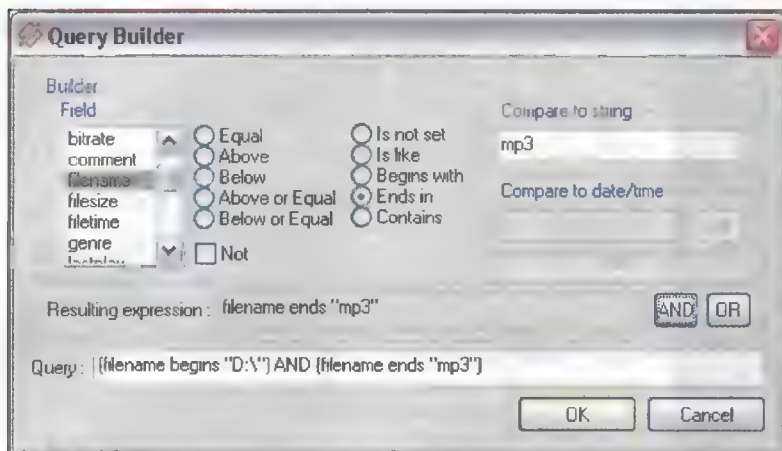 Query Builder
Builder
Field
bitrate
comment
filename
filesize
filetime
genre
Equal
Above
Below
Above or Equal
Below or Equal
Not
Is not set
Is like
Begins with
Ends in
Contains
Compare to string
mp3
Compare to date/time
Resulting expression : filename ends "mp3"
AND OR
Query : (filename begins "D:\") AND (filename ends "mp3")
OK Cancel